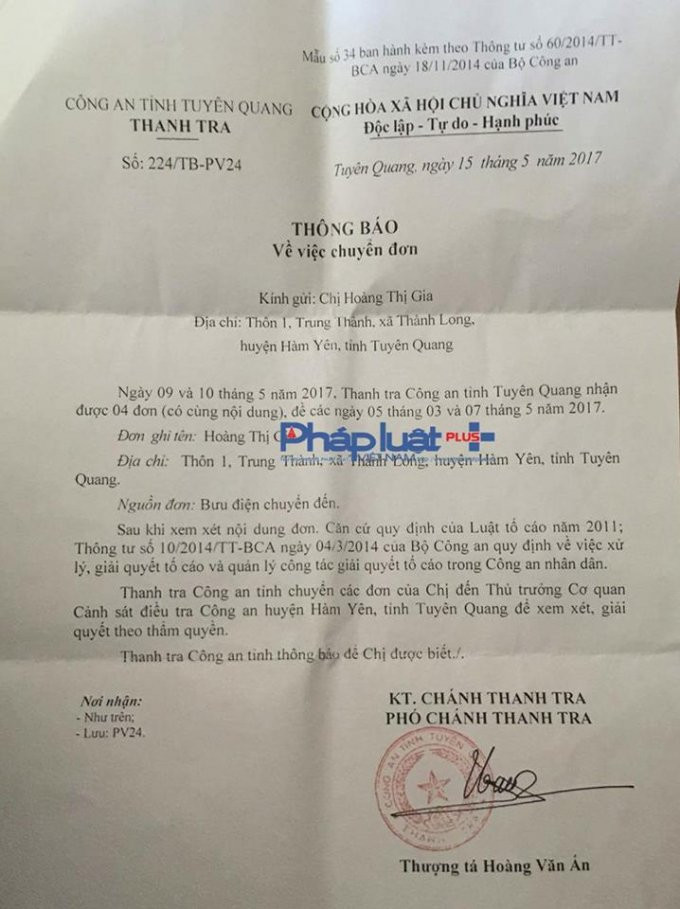 Mẫu số 34 ban hành kèm theo Thông tư số 60/2014/TT-
BCA ngày 18/11/2014 của Bộ Công an
CÔNG AN TỈNH TUYÊN QUANG
THANH TRA
Số: 224/TB-PV24
CỘNG HÒA XÃ HỘI CHỦ NGHĨA VIỆT NAM
Độc lập - Tự do - Hạnh phúc
Tuyên Quang, ngày 15 tháng 5 năm 2017
THÔNG BÁO
Về việc chuyển đơn
Kính gửi: Chị Hoàng Thị Gia
Địa chỉ: Thôn 1, Trung Thành, xã Thành Long,
huyện Hàm Yên, tỉnh Tuyên Quang
Ngày 09 và 10 tháng 5 năm 2017, Thanh tra Công an tỉnh Tuyên Quang nhận
được 04 đơn (có cùng nội dung), đề các ngày 05 tháng 03 và 07 tháng 5 năm 2017.
Đơn ghi tên: Hoàng Thị
Pháp luật PLUS
VIỆT NAM
Địa chỉ: Thôn 1, Trung Thành, xã Thành Long, huyện Hàm Yên, tỉnh Tuyên
Quang.
Nguồn đơn: Bưu điện chuyển đến.
Sau khi xem xét nội dung đơn. Căn cứ quy định của Luật tố cáo năm 2011;
Thông tư số 10/2014/TT-BCA ngày 04/3/2014 của Bộ Công an quy định về việc xử
lý, giải quyết tố cáo và quản lý công tác giải quyết tố cáo trong Công an nhân dân.
Thanh tra Công an tỉnh chuyển các đơn của Chị đến Thủ trưởng Cơ quan
Cảnh sát điều tra Công an huyện Hàm Yên, tỉnh Tuyên Quang để xem xét, giải
quyết theo thẩm quyền.
Thanh tra Công an tỉnh thông báo để Chị được biết./.
Nơi nhận:
- Như trên;
- Lưu: PV24.
KT. CHÁNH THANH TRA
PHÓ CHÁNH THANH TRA
CÔNG AN TỈNH TUYÊN
THANH TRA
Thượng tá Hoàng Văn Ấn